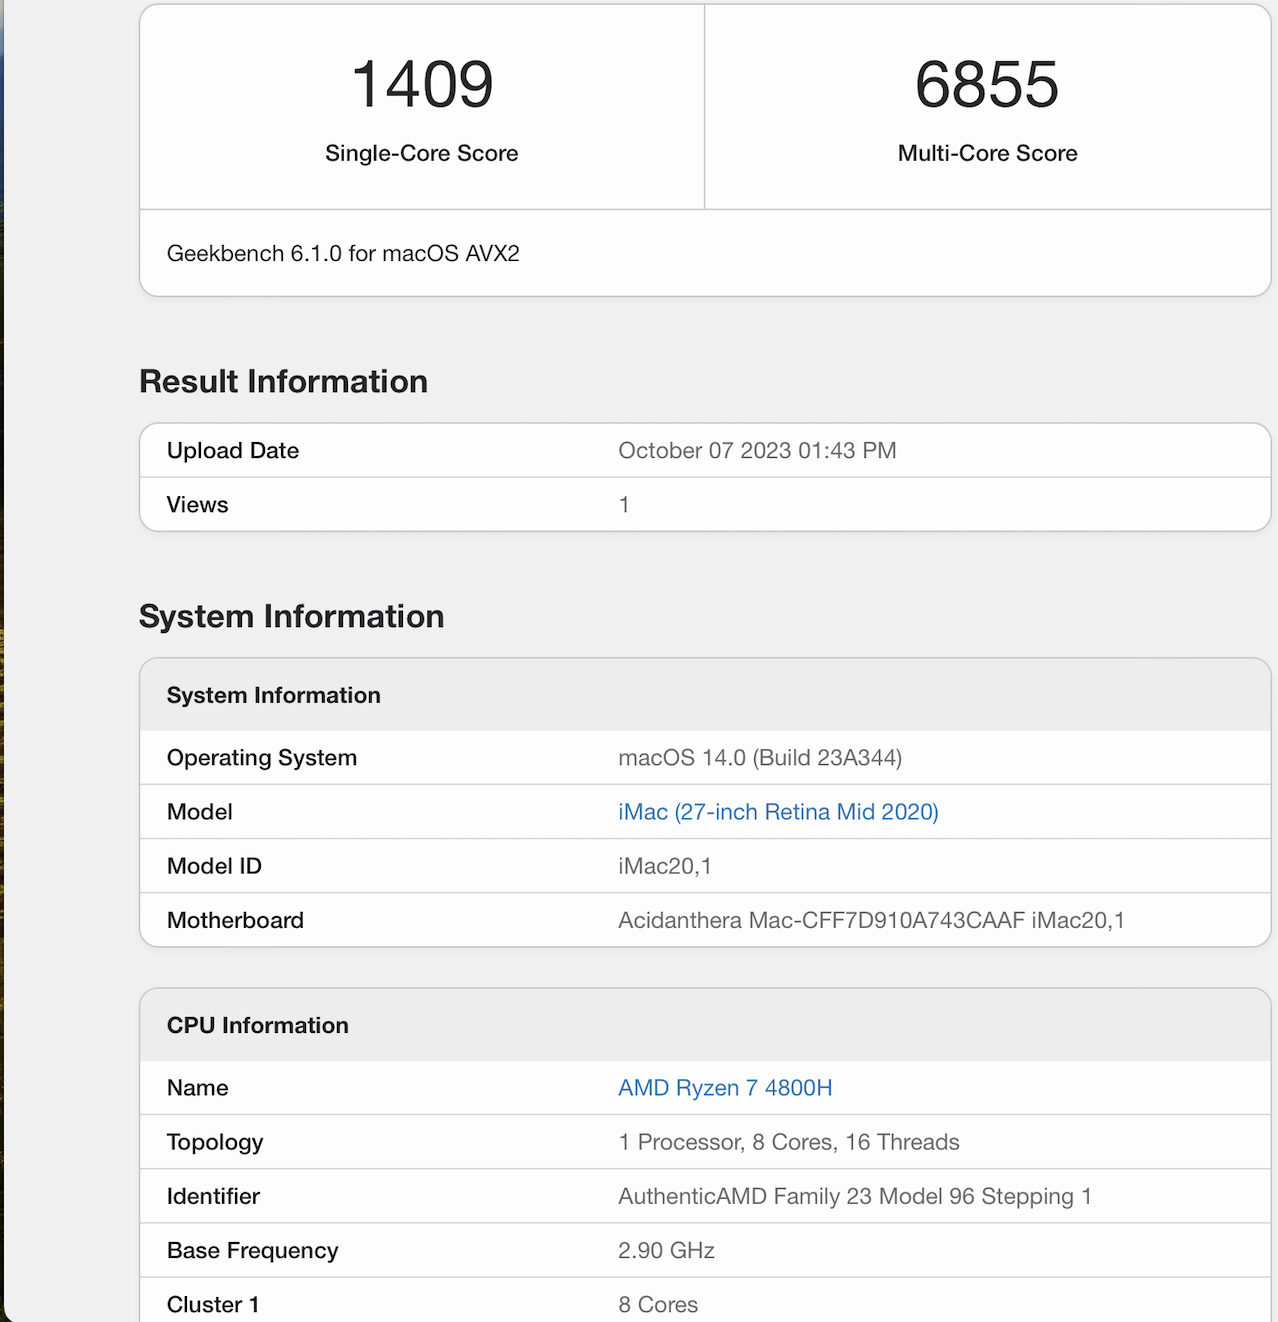 1409
Single-Core Score
6855
Multi-Core Score
Geekbench 6.1.0 for macOS AVX2
Result Information
Upload Date October 07 2023 01:43 PM
Views 1
System Information
System Information
Operating System macOS 14.0 (Build 23A344)
Model iMac (27-inch Retina Mid 2020)
Model ID iMac20,1
Motherboard Acidanthera Mac-CFF7D910A743CAAF iMac20,1
CPU Information
Name AMD Ryzen 7 4800H
Topology 1 Processor, 8 Cores, 16 Threads
Identifier AuthenticAMD Family 23 Model 96 Stepping 1
Base Frequency 2.90 GHz
Cluster 1 8 Cores